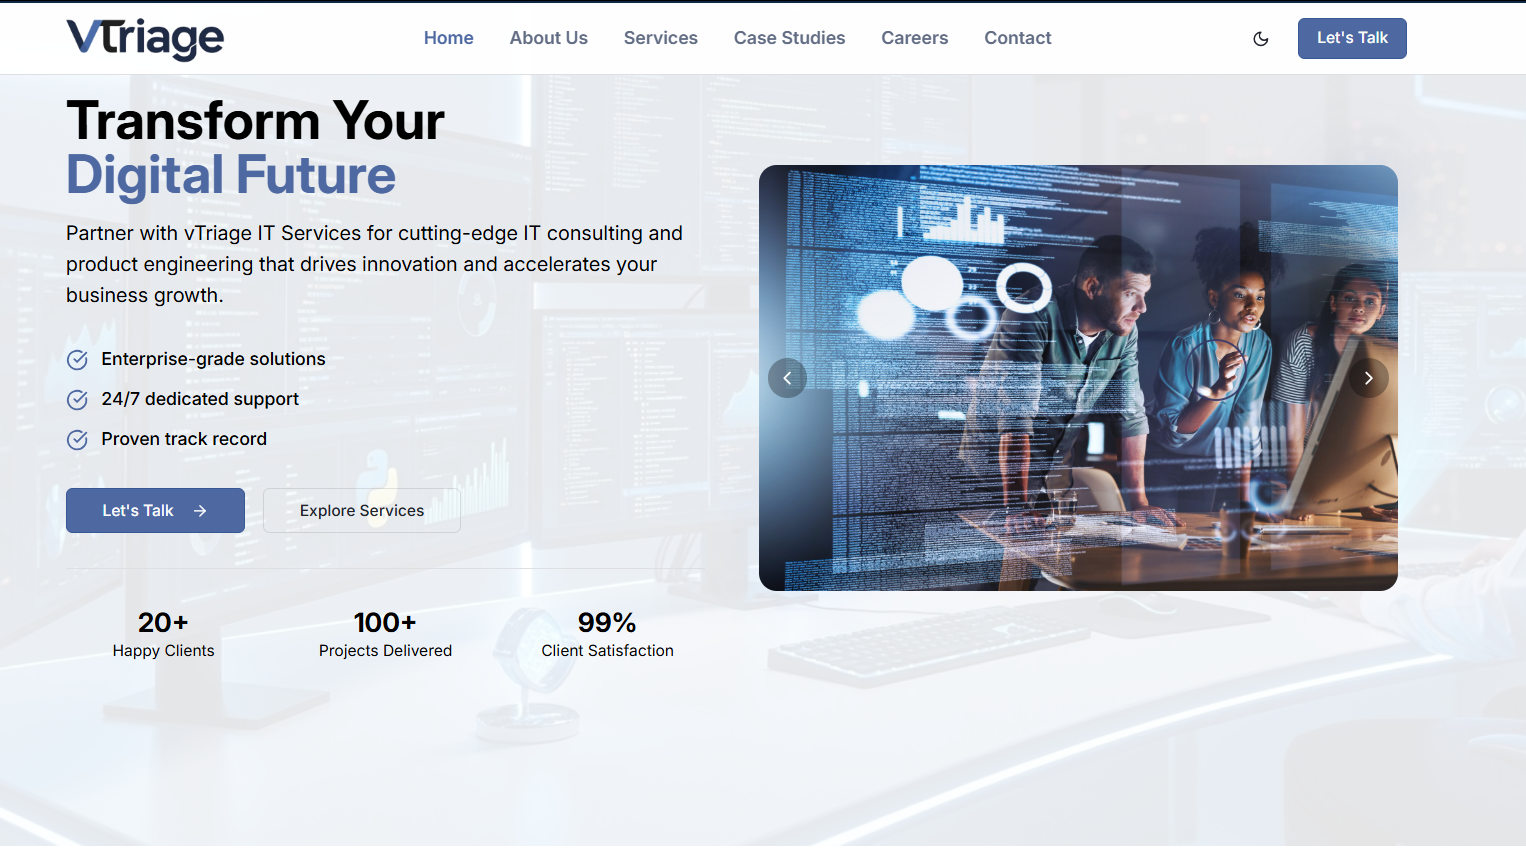 vTriage
Home
About Us
Services
Case Studies
Careers
Contact
Let's Talk
Transform Your
Digital Future
Partner with vTriage IT Services for cutting-edge IT consulting and
product engineering that drives innovation and accelerates your
business growth.
Enterprise-grade solutions
24/7 dedicated support
Proven track record
Let's Talk
Explore Services
20+
Happy Clients
100+
Projects Delivered
99%
Client Satisfaction